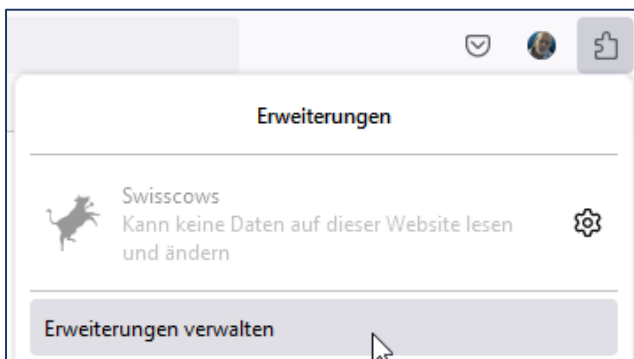 Erweiterungen
Swisscows
Kann keine Daten auf dieser Website lesen
und ändern
Erweiterungen verwalten